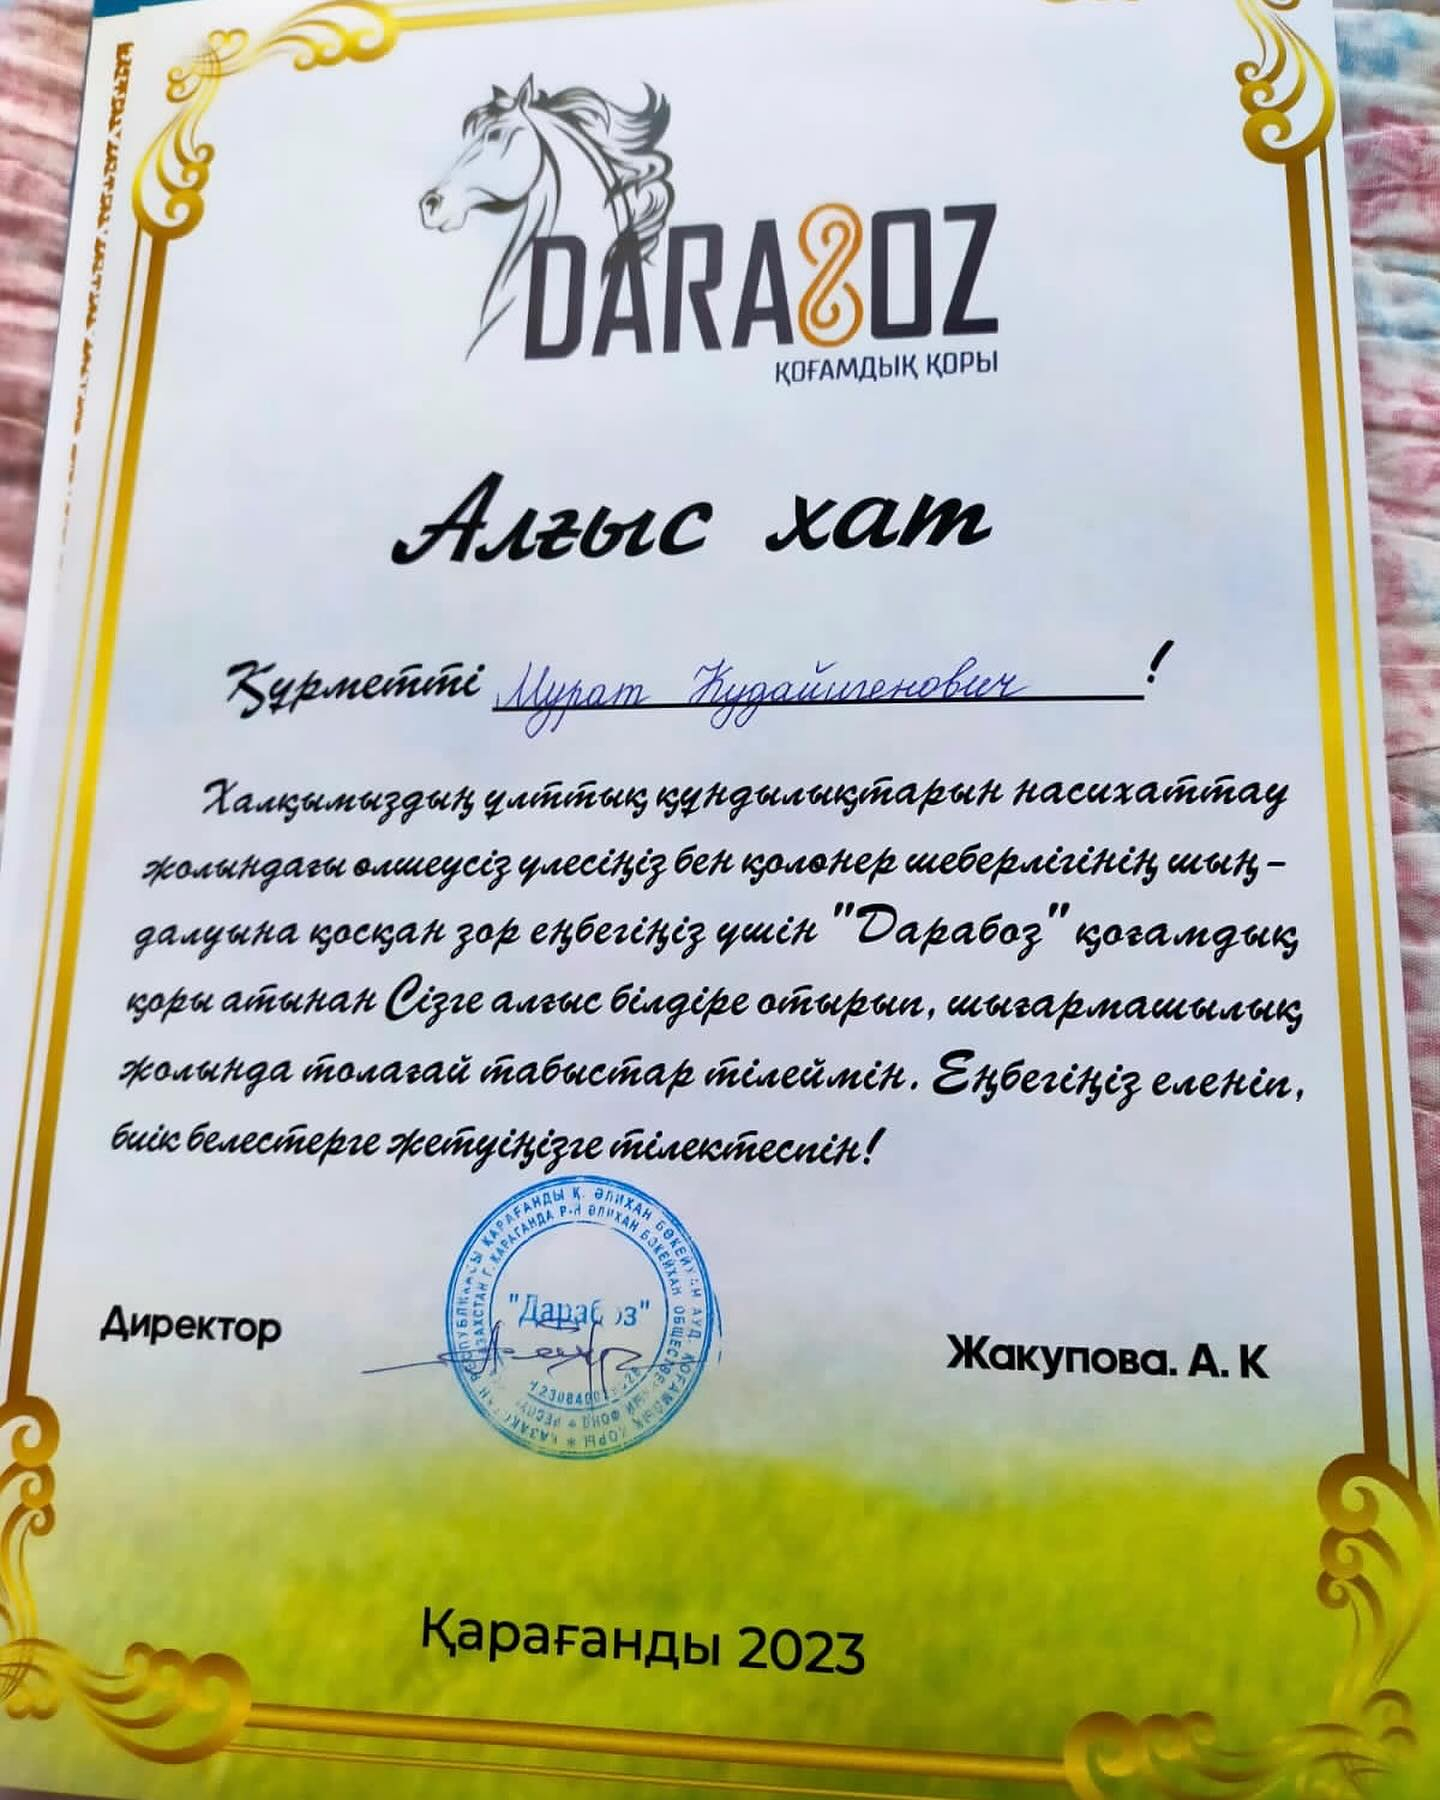 DARABOZ
ҚОҒАМДЫҚ ҚОРЫ
Алғыс хат
Құрметті Мурат Кудайигенович !
Халқымыздың ұлттық құндылықтарын насихаттау
жолындағы өлшеусіз үлесіңіз бен қолөнер шеберлігінің шың-
далуына қосқан зор еңбегіңіз үшін "Дарабоз" қоғамдық
қоры атынан Сізге алғыс білдіре отырып, шығармашылық
жолында толағай табыстар тілеймін. Еңбегіңіз еленіп,
биік белестерге жетуіңізге тілектеспін!
Директор
"Дарабоз"
Жакупова. А. К
Қарағанды 2023